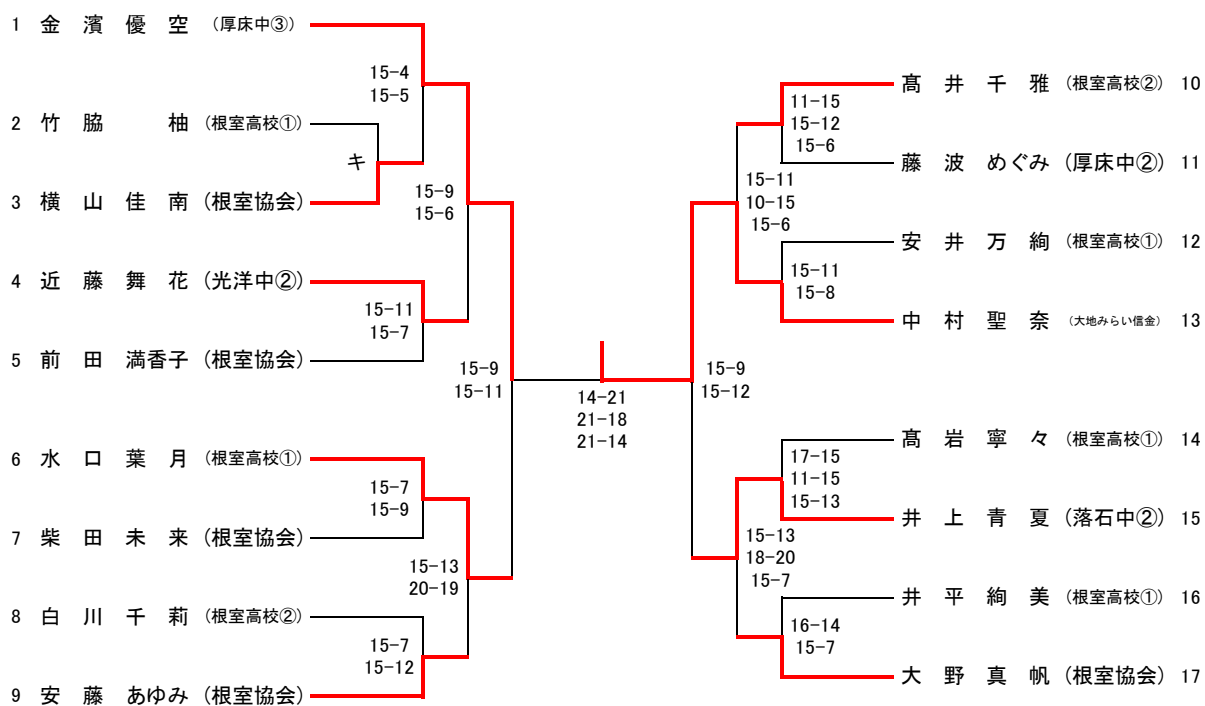 1 金 濱 優 空 (厚床中③)
15-4
15-5
2 竹 脇 柚 (根室高校①)
キ
3 横 山 佳 南 (根室協会)
15-9
15-6
4 近 藤 舞 花 (光洋中②)
15-11
15-7
5 前 田 満香子 (根室協会)
15-9
15-11
6 水 口 葉 月 (根室高校①)
15-7
15-9
7 柴 田 未 来 (根室協会)
15-13
20-19
8 白 川 千 莉 (根室高校②)
15-7
15-12
9 安 藤 あゆみ (根室協会)
14-21
21-18
21-14
髙 井 千 雅 (根室高校②) 10
11-15
15-12
15-6
藤 波 めぐみ (厚床中②) 11
15-11
10-15
15-6
安 井 万 絢 (根室高校①) 12
15-11
15-8
中 村 聖 奈 (大地みらい信金) 13
15-9
15-12
髙 岩 寧 々 (根室高校①) 14
17-15
11-15
15-13
井 上 青 夏 (落石中②) 15
15-13
18-20
15-7
井 平 絢 美 (根室高校①) 16
16-14
15-7
大 野 真 帆 (根室協会) 17